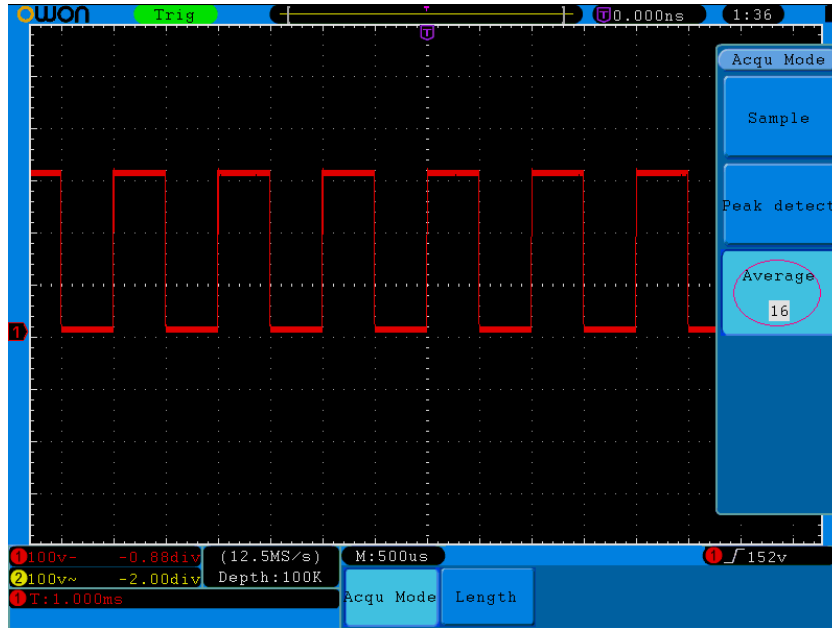 OWON Trig T 0.000ns 1:36
T
Acqu Mode
Sample
Peak detect
Average
16
1
1 100v- -0.88div (12.5MS/s) M:500us 1 152v
2 100v~ -2.00div Depth:100K
1 T:1.000ms
Acqu Mode Length